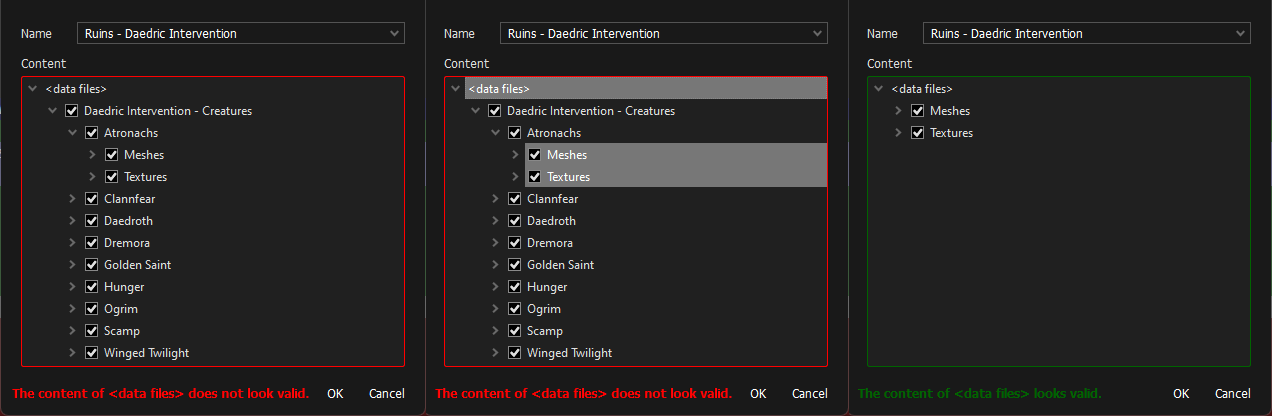 Name Ruins - Daedric Intervention
Content
<data files>
Daedric Intervention - Creatures
Atronachs
Meshes
Textures
Clannfear
Daedroth
Dremora
Golden Saint
Hunger
Ogrim
Scamp
Winged Twilight
The content of <data files> does not look valid. OK Cancel
Name Ruins - Daedric Intervention
Content
<data files>
Daedric Intervention - Creatures
Atronachs
Meshes
Textures
Clannfear
Daedroth
Dremora
Golden Saint
Hunger
Ogrim
Scamp
Winged Twilight
The content of <data files> does not look valid. OK Cancel
Name Ruins - Daedric Intervention
Content
<data files>
Meshes
Textures
The content of <data files> looks valid. OK Cancel